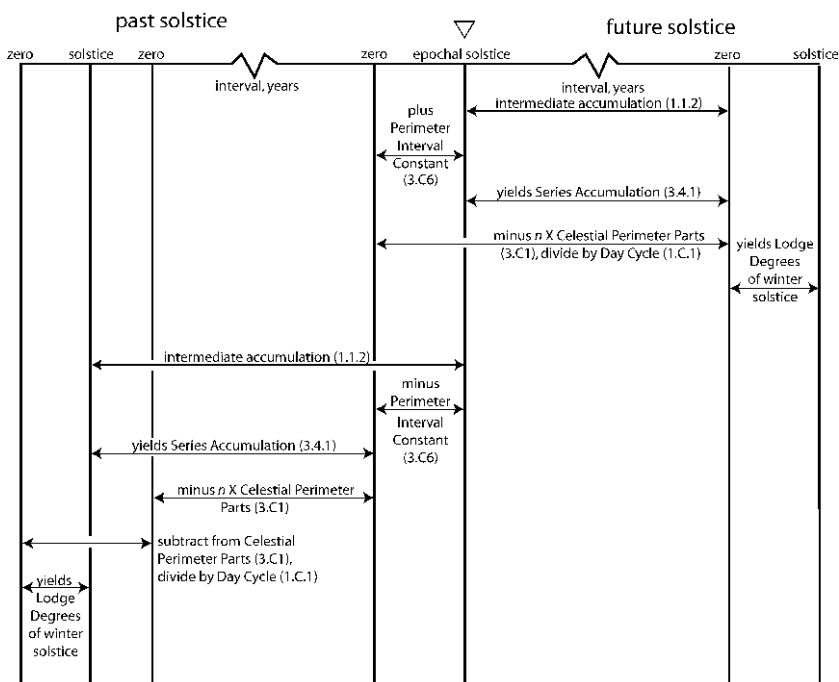 past solstice
future solstice
zero
solstice
zero
zero
epochal solstice
zero
solstice
interval, years
interval, years
intermediate accumulation (1.1.2)
plus
Perimeter
Interval
Constant
(3.C6)
yields Series Accumulation (3.4.1)
minus n X Celestial Perimeter Parts
(3.C1), divide by Day Cycle (1.C.1)
yields Lodge
Degrees
of winter
solstice
intermediate accumulation (1.1.2)
minus
Perimeter
Interval
Constant
(3.C6)
yields Series Accumulation (3.4.1)
minus n X Celestial Perimeter
Parts (3.C1)
subtract from Celestial
Perimeter Parts (3.C1),
divide by Day Cycle (1.C.1)
yields
Lodge
Degrees
of winter
solstice